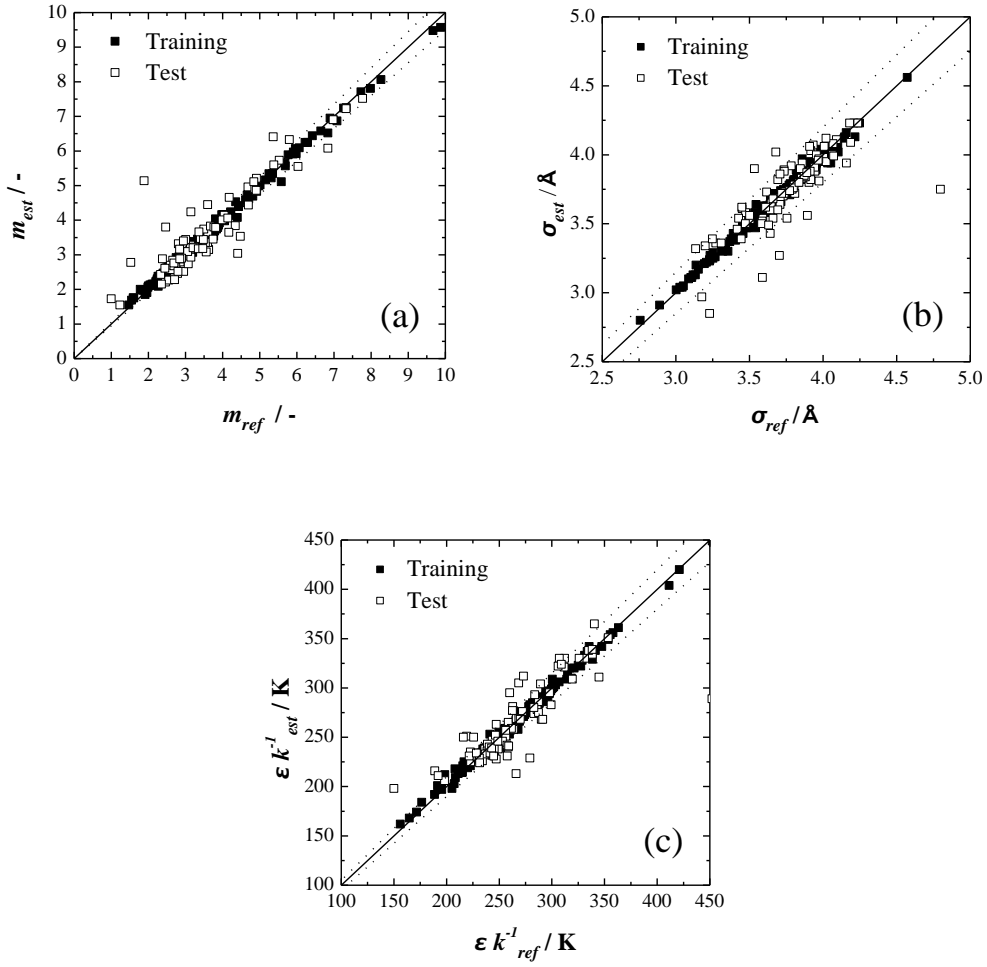 10
9
8
7
6
5
4
3
2
1
0
0 1 2 3 4 5 6 7 8 9 10
Training
Test
(a)
m_est / -
m_ref / -
5.0
4.5
4.0
3.5
3.0
2.5
2.5 3.0 3.5 4.0 4.5 5.0
Training
Test
(b)
σ_est / Å
σ_ref / Å
450
400
350
300
250
200
150
100
100 150 200 250 300 350 400 450
Training
Test
(c)
ε k^-1_est / K
ε k^-1_ref / K